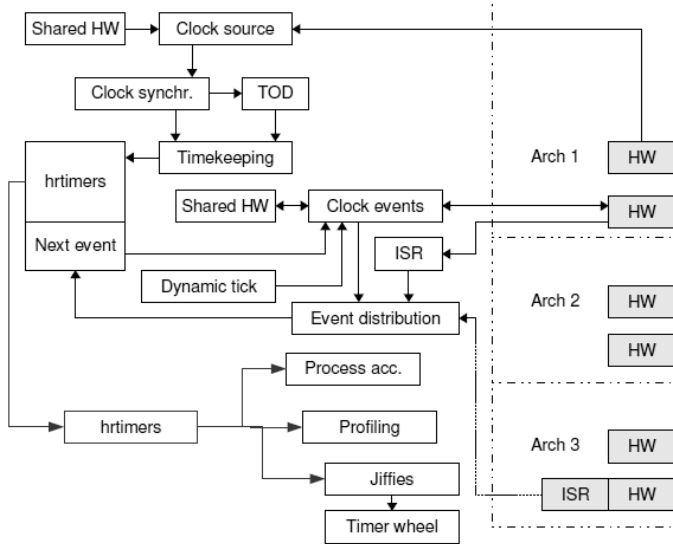 Shared HW
Clock source
Clock synchr.
TOD
Timekeeping
Arch 1
HW
hrtimers
Shared HW
Clock events
HW
Next event
ISR
Dynamic tick
Arch 2
HW
Event distribution
HW
Process acc.
hrtimers
Profiling
Arch 3
HW
Jiffies
ISR
HW
Timer wheel